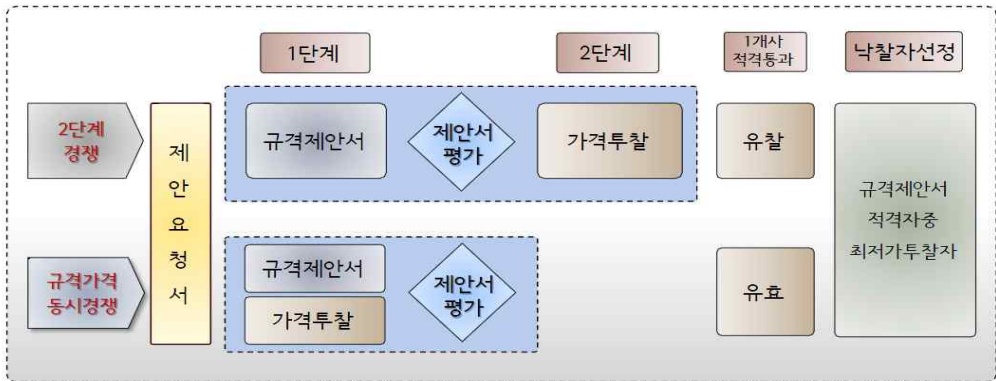 1단계
2단계
1개사
적격통과
낙찰자선정
2단계
경쟁
제
안
요
청
서
규격제안서
제안서
평가
가격투찰
유찰
규격제안서
적격자중
최저가투찰자
규격가격
동시경쟁
규격제안서
가격투찰
제안서
평가
유효